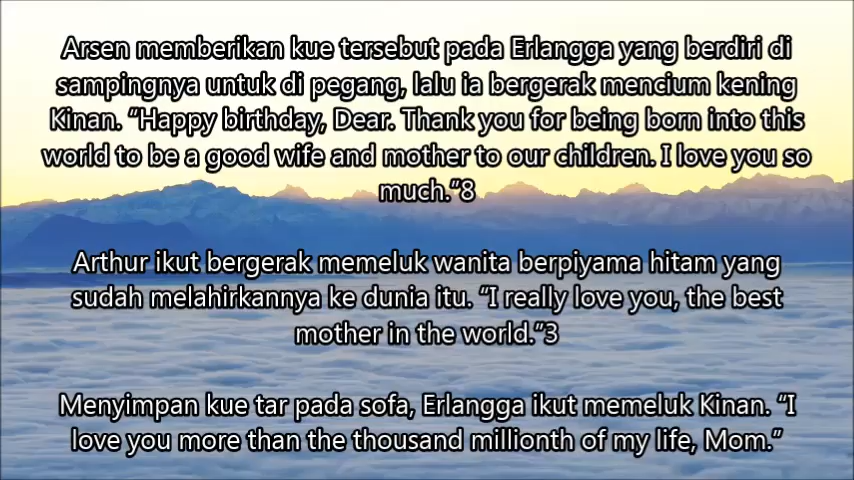 Arsen memberikan kue tersebut pada Erlangga yang berdiri di
sampingnya untuk di pegang, lalu ia bergerak mencium kening
Kinan. “Happy birthday, Dear. Thank you for being born into this
world to be a good wife and mother to our children. I love you so
much.”8
Arthur ikut bergerak memeluk wanita berpiyama hitam yang
sudah melahirkannya ke dunia itu. “I really love you, the best
mother in the world.”3
Menyimpan kue tar pada sofa, Erlangga ikut memeluk Kinan. “I
love you more than the thousand millionth of my life, Mom.”